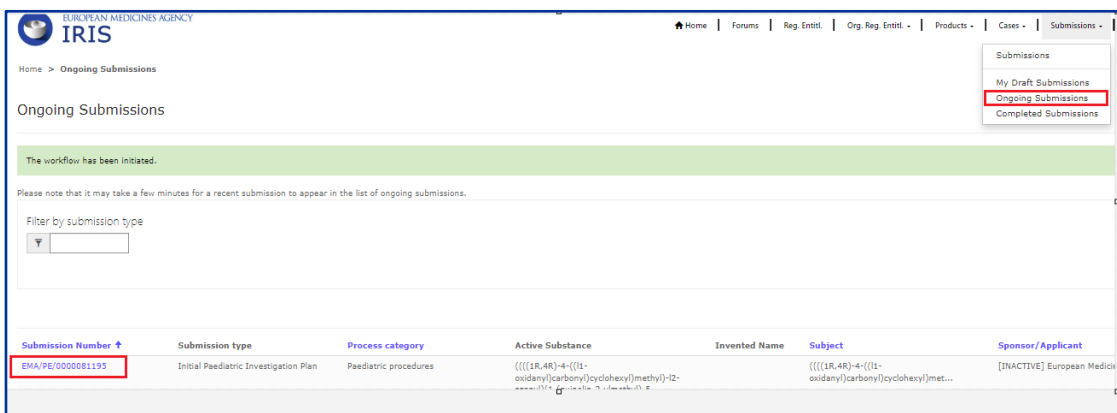 EUROPEAN MEDICINES AGENCY
IRIS
Home Forums Reg. Entitl. Org. Reg. Entitl. Products Cases Submissions
Submissions
My Draft Submissions
Ongoing Submissions
Completed Submissions
Home > Ongoing Submissions
Ongoing Submissions
The workflow has been initiated.
Please note that it may take a few minutes for a recent submission to appear in the list of ongoing submissions.
Filter by submission type
Submission Number Submission type Process category Active Substance Invented Name Subject Sponsor/Applicant
EMA/PE/0000081195 Initial Paediatric Investigation Plan Paediatric procedures ((((1R,4R)-4-((l1- ((((1R,4R)-4-((l1- [INACTIVE] European Medicin
oxidanyl)carbonyl)cyclohexyl)methyl)-l2- oxidanyl)carbonyl)cyclohexyl)met...